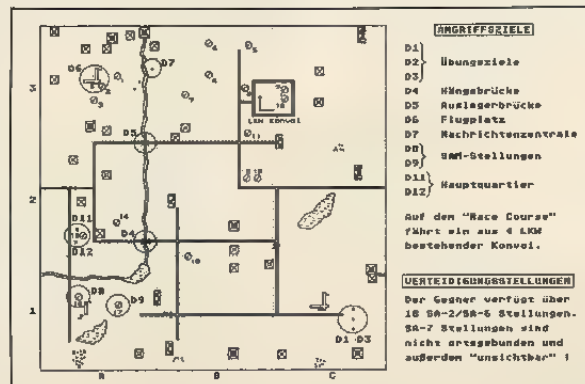 D6
D7
3
LKW Konvoi
D5
2
D11
14
D4
D12
D8
D9
1
D1-D3
A
B
C
ANGRIFFSZIELE
D1
D2
D3
Übungsziele
D4 Hängebrücke
D5 Auslegerbrücke
D6 Flugplatz
D7 Nachrichtenzentrale
D8
D9
SAM-Stellungen
D11
D12
Hauptquartier
Auf dem "Race Course"
fährt ein aus 4 LKW
bestehender Konvoi.
VERTEIDIGUNGSSTELLUNGEN
Der Gegner verfügt über
18 SA-2/SA-6 Stellungen.
SA-7 Stellungen sind
nicht ortsgebunden und
außerdem "unsichtbar" !